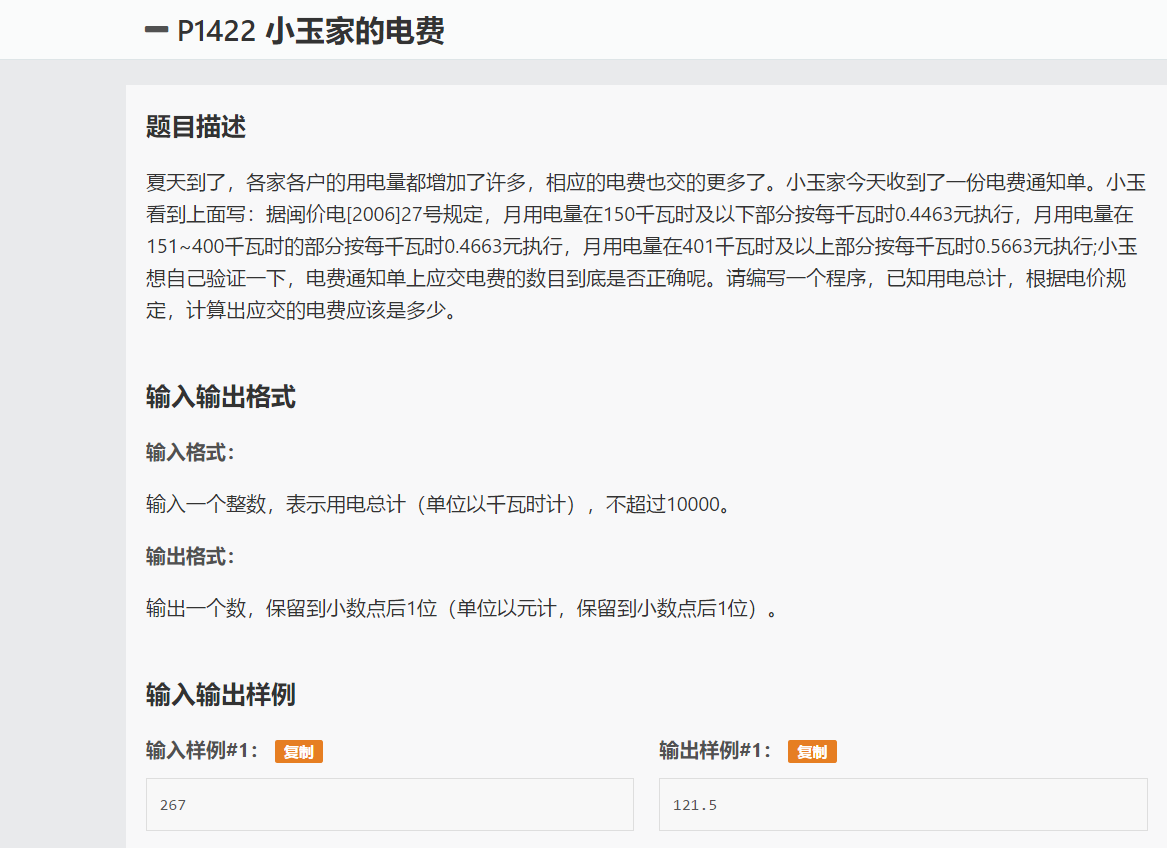 P1422 小玉家的电费
题目描述
夏天到了，各家各户的用电量都增加了许多，相应的电费也交的更多了。小玉家今天收到了一份电费通知单。小玉
看到上面写：据闽价电[2006]27号规定，月用电量在150千瓦时及以下部分按每千瓦时0.4463元执行，月用电量在
151~400千瓦时的部分按每千瓦时0.4663元执行，月用电量在401千瓦时及以上部分按每千瓦时0.5663元执行;小玉
想自己验证一下，电费通知单上应交电费的数目到底是否正确呢。请编写一个程序，已知用电总计，根据电价规
定，计算出应交的电费应该是多少。
输入输出格式
输入格式：
输入一个整数，表示用电总计（单位以千瓦时计），不超过10000。
输出格式：
输出一个数，保留到小数点后1位（单位以元计，保留到小数点后1位）。
输入输出样例
输入样例#1： 复制 输出样例#1： 复制
267 121.5